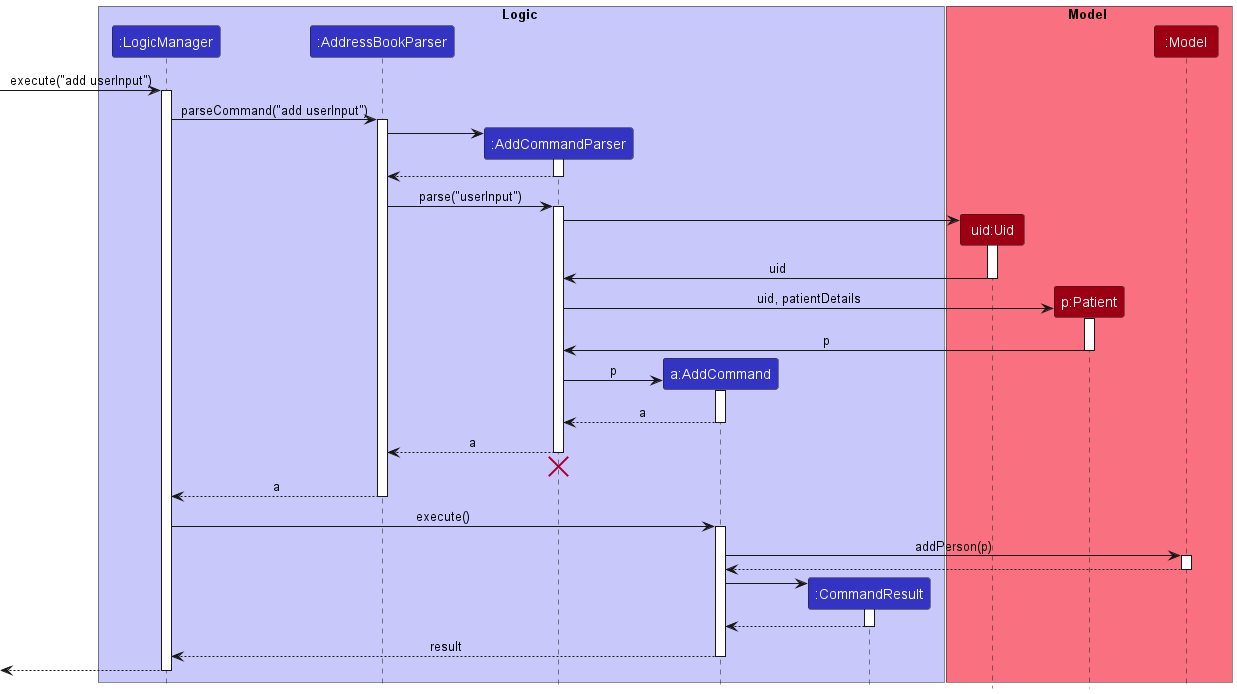 Logic
Model
:LogicManager
:AddressBookParser
:Model
execute("add userInput")
parseCommand("add userInput")
:AddCommandParser
parse("userInput")
uid:Uid
uid
uid, patientDetails
p:Patient
p
p
a:AddCommand
a
a
a
execute()
addPerson(p)
:CommandResult
result